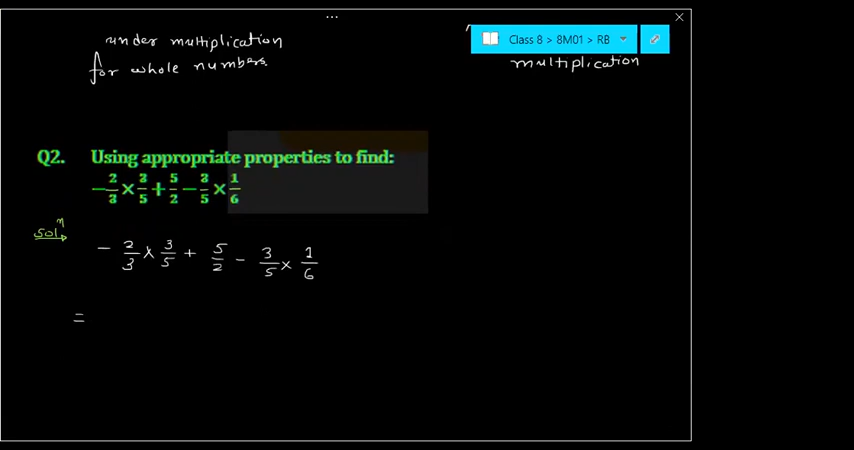 ...
under multiplication
for whole numbers.
Class 8 > 8M01 > RB
multiplication
Q2. Using appropriate properties to find:
−2/3 × 3/5 + 5/2 − 3/5 × 1/6
Solⁿ
− 2/3 × 3/5 + 5/2 − 3/5 × 1/6
=